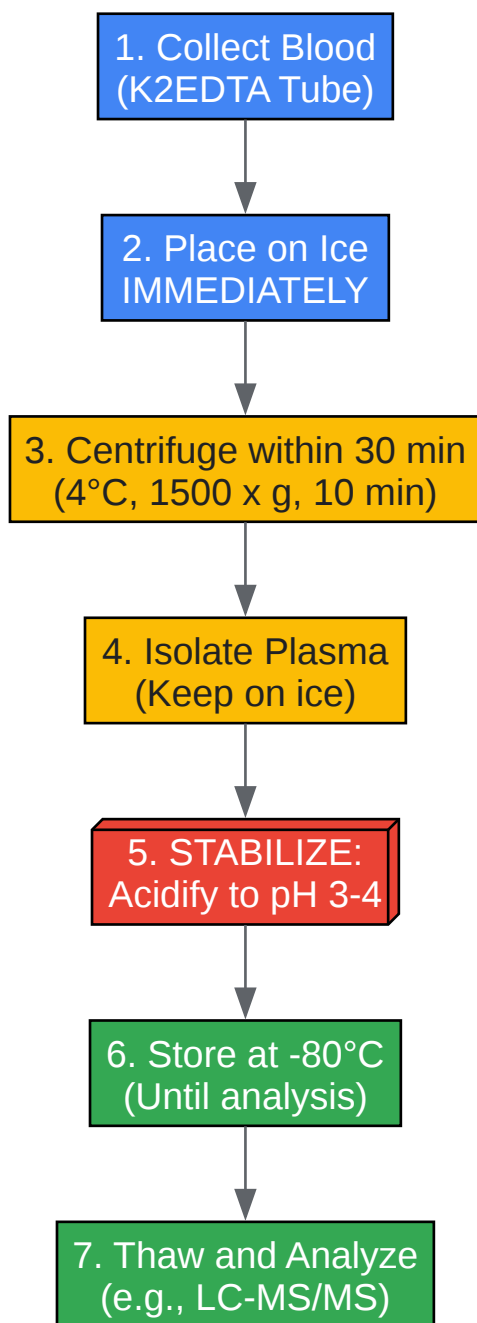 1. Collect Blood
(K2EDTA Tube)
2. Place on Ice
IMMEDIATELY
3. Centrifuge within 30 min
(4°C, 1500 x g, 10 min)
4. Isolate Plasma
(Keep on ice)
5. STABILIZE:
Acidify to pH 3-4
6. Store at -80°C
(Until analysis)
7. Thaw and Analyze
(e.g., LC-MS/MS)